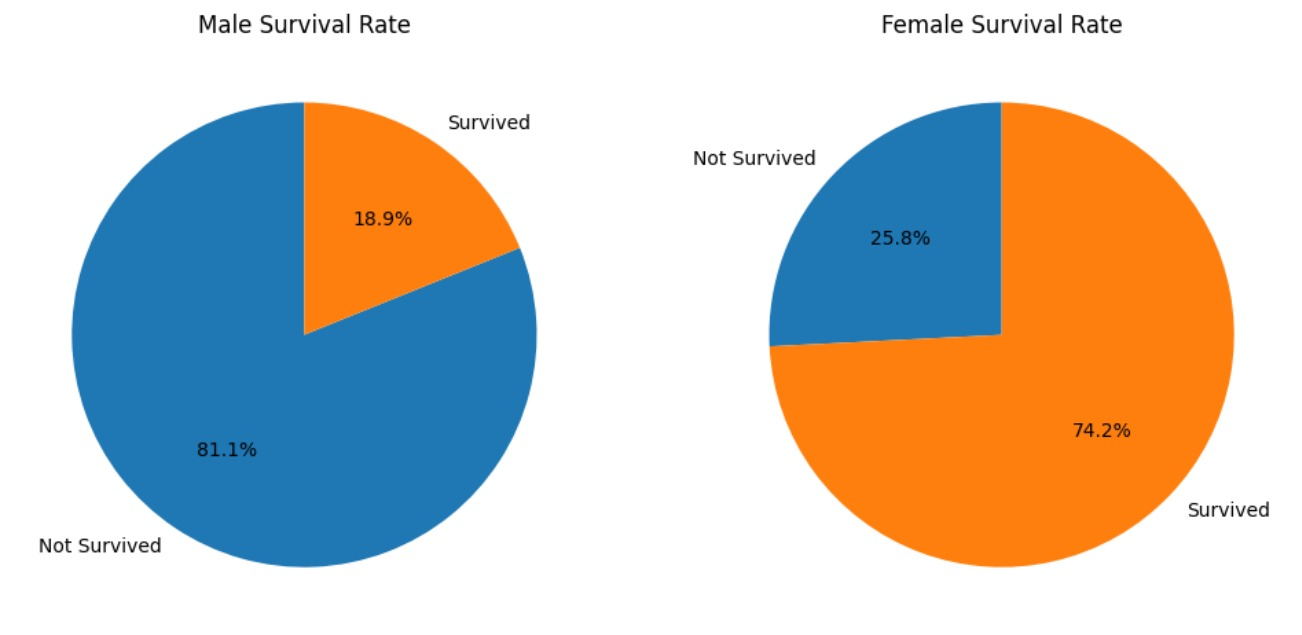 Male Survival Rate
Survived
18.9%
81.1%
Not Survived
Female Survival Rate
Not Survived
25.8%
74.2%
Survived